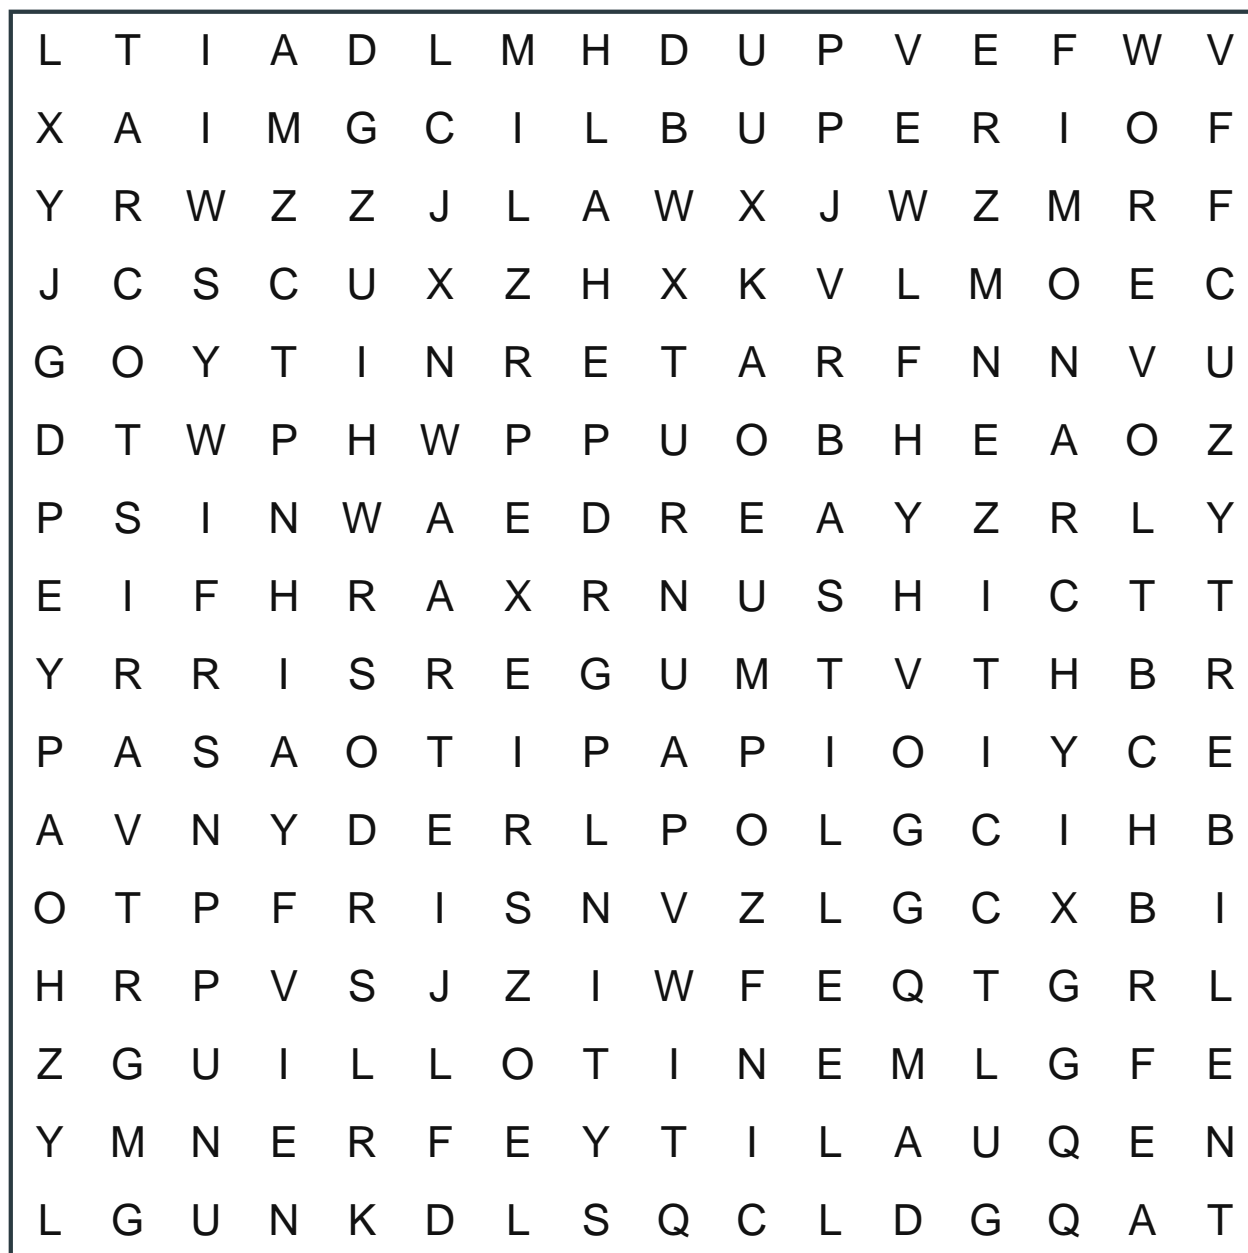 L T I A D L M H D U P V E F W V
X A I M G C I L B U P E R I O F
Y R W Z Z J L A W X J W Z M R F
J C S C U X Z H X K V L M O E C
G O Y T I N R E T A R F N N V U
D T W P H W P P U O B H E A O Z
P S I N W A E D R E A Y Z R L Y
E I F H R A X R N U S H I C T T
Y R R I S R E G U M T V T H B R
P A S A O T I P A P I O I Y C E
A V N Y D E R L P O L G C I H B
O T P F R I S N V Z L G C X B I
H R P V S J Z I W F E Q T G R L
Z G U I L L O T I N E M L G F E
Y M N E R F E Y T I L A U Q E N
L G U N K D L S Q C L D G Q A T